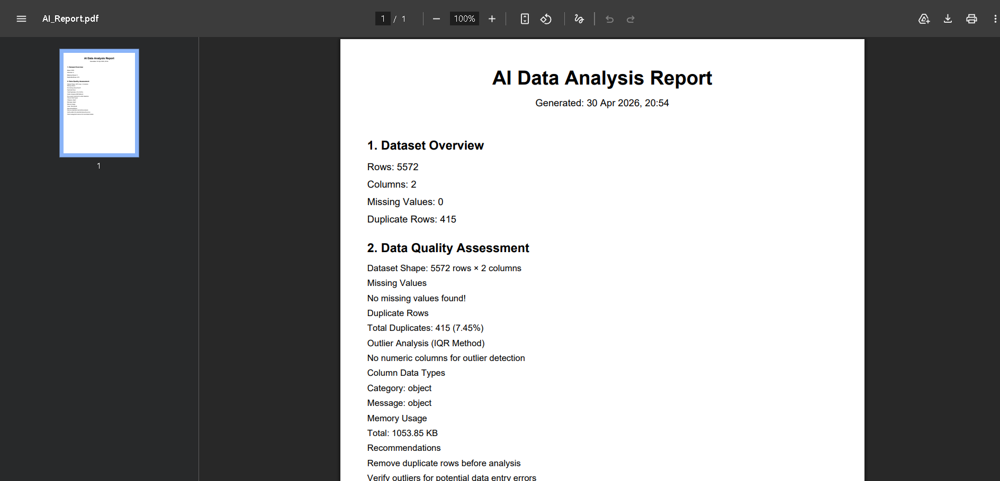 AI_Report.pdf
1 / 1
100%
AI Data Analysis Report
1
AI Data Analysis Report
Generated: 30 Apr 2026, 20:54
1. Dataset Overview
Rows: 5572
Columns: 2
Missing Values: 0
Duplicate Rows: 415
2. Data Quality Assessment
Dataset Shape: 5572 rows × 2 columns
Missing Values
No missing values found!
Duplicate Rows
Total Duplicates: 415 (7.45%)
Outlier Analysis (IQR Method)
No numeric columns for outlier detection
Column Data Types
Category: object
Message: object
Memory Usage
Total: 1053.85 KB
Recommendations
Remove duplicate rows before analysis
Verify outliers for potential data entry errors